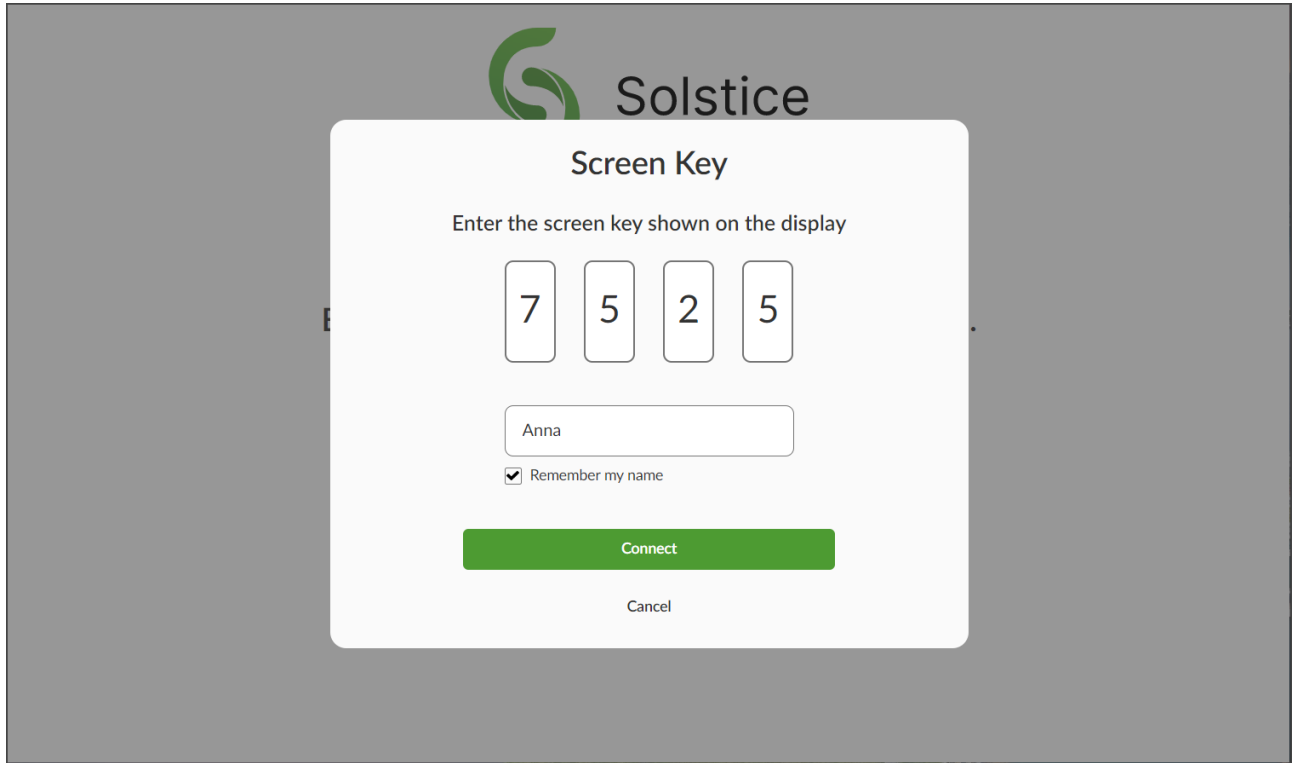 Solstice
Screen Key
Enter the screen key shown on the display
7 5 2 5
Anna
Remember my name
Connect
Cancel